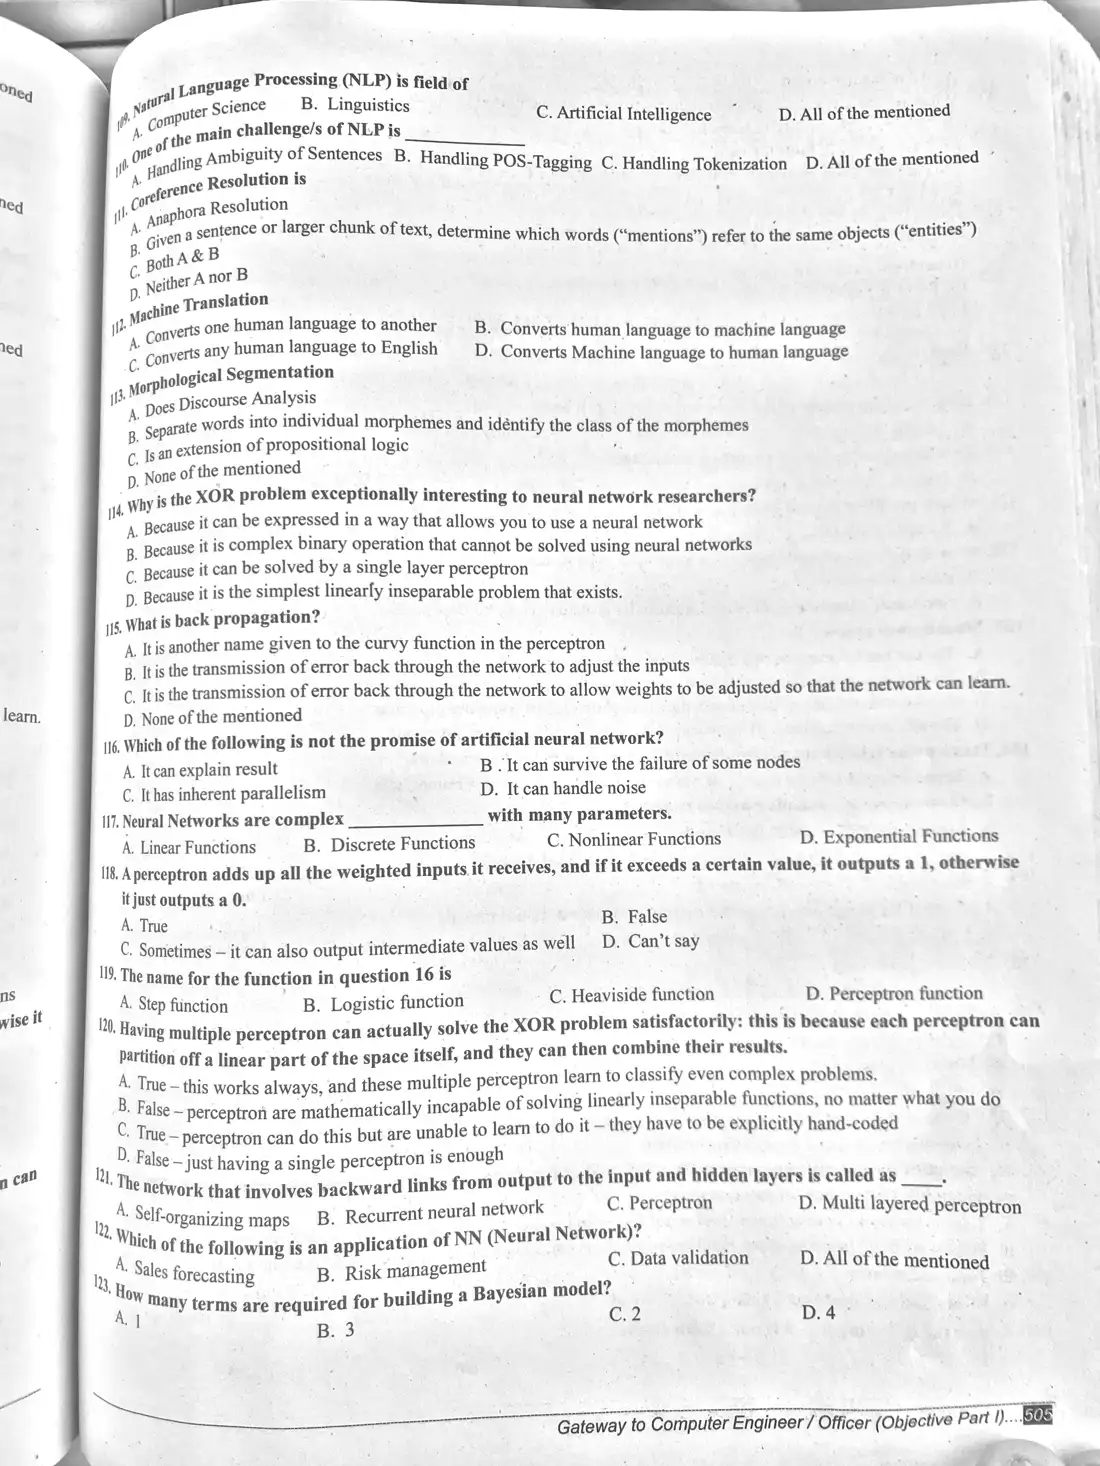 oned
ned
ned
learn.
ns
wise it
n can
109. Natural Language Processing (NLP) is field of
A. Computer Science B. Linguistics C. Artificial Intelligence D. All of the mentioned
110. One of the main challenge/s of NLP is ____________
A. Handling Ambiguity of Sentences B. Handling POS-Tagging C. Handling Tokenization D. All of the mentioned
111. Coreference Resolution is
A. Anaphora Resolution
B. Given a sentence or larger chunk of text, determine which words (“mentions”) refer to the same objects (“entities”)
C. Both A & B
D. Neither A nor B
112. Machine Translation
A. Converts one human language to another B. Converts human language to machine language
C. Converts any human language to English D. Converts Machine language to human language
113. Morphological Segmentation
A. Does Discourse Analysis
B. Separate words into individual morphemes and identify the class of the morphemes
C. Is an extension of propositional logic
D. None of the mentioned
114. Why is the XOR problem exceptionally interesting to neural network researchers?
A. Because it can be expressed in a way that allows you to use a neural network
B. Because it is complex binary operation that cannot be solved using neural networks
C. Because it can be solved by a single layer perceptron
D. Because it is the simplest linearly inseparable problem that exists.
115. What is back propagation?
A. It is another name given to the curvy function in the perceptron
B. It is the transmission of error back through the network to adjust the inputs
C. It is the transmission of error back through the network to allow weights to be adjusted so that the network can learn.
D. None of the mentioned
116. Which of the following is not the promise of artificial neural network?
A. It can explain result B . It can survive the failure of some nodes
C. It has inherent parallelism D. It can handle noise
117. Neural Networks are complex ____________ with many parameters.
A. Linear Functions B. Discrete Functions C. Nonlinear Functions D. Exponential Functions
118. A perceptron adds up all the weighted inputs it receives, and if it exceeds a certain value, it outputs a 1, otherwise
it just outputs a 0.
A. True B. False
C. Sometimes – it can also output intermediate values as well D. Can’t say
119. The name for the function in question 16 is
A. Step function B. Logistic function C. Heaviside function D. Perceptron function
120. Having multiple perceptron can actually solve the XOR problem satisfactorily: this is because each perceptron can
partition off a linear part of the space itself, and they can then combine their results.
A. True – this works always, and these multiple perceptron learn to classify even complex problems.
B. False – perceptron are mathematically incapable of solving linearly inseparable functions, no matter what you do
C. True – perceptron can do this but are unable to learn to do it – they have to be explicitly hand-coded
D. False – just having a single perceptron is enough
121. The network that involves backward links from output to the input and hidden layers is called as ____.
A. Self-organizing maps B. Recurrent neural network C. Perceptron D. Multi layered perceptron
122. Which of the following is an application of NN (Neural Network)?
A. Sales forecasting B. Risk management C. Data validation D. All of the mentioned
123. How many terms are required for building a Bayesian model?
A. 1 B. 3 C. 2 D. 4
Gateway to Computer Engineer / Officer (Objective Part I)....505